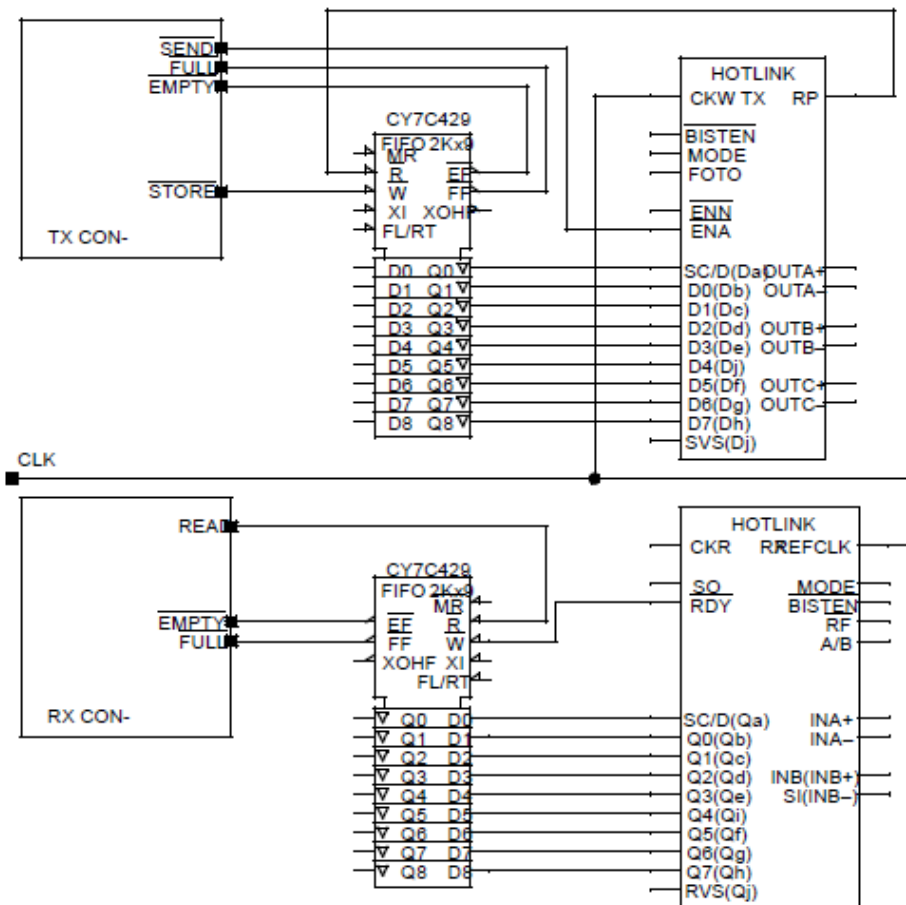 SEND
FULL
EMPTY
STORE
TX CON-
CY7C429
FIFO 2Kx9
MR
R EF
W FF
XI XOHF
FL/RT
D0 Q0
D1 Q1
D2 Q2
D3 Q3
D4 Q4
D5 Q5
D6 Q6
D7 Q7
D8 Q8
HOTLINK
CKW TX RP
BISTEN
MODE
FOTO
ENN
ENA
SC/D(Da) OUTA+
D0(Db) OUTA–
D1(Dc)
D2(Dd) OUTB+
D3(De) OUTB–
D4(Dj)
D5(Df) OUTC+
D6(Dg) OUTC–
D7(Dh)
SVS(Dj)
CLK
READ
EMPTY
FULL
RX CON-
CY7C429
FIFO 2Kx9
MR
EF R
FF W
XOHF XI
FL/RT
Q0 D0
Q1 D1
Q2 D2
Q3 D3
Q4 D4
Q5 D5
Q6 D6
Q7 D7
Q8 D8
HOTLINK
CKR RX REFCLK
SO MODE
RDY BISTEN
RF
A/B
SC/D(Qa) INA+
Q0(Qb) INA–
Q1(Qc)
Q2(Qd) INB(INB+)
Q3(Qe) SI(INB–)
Q4(Qi)
Q5(Qf)
Q6(Qg)
Q7(Qh)
RVS(Qj)